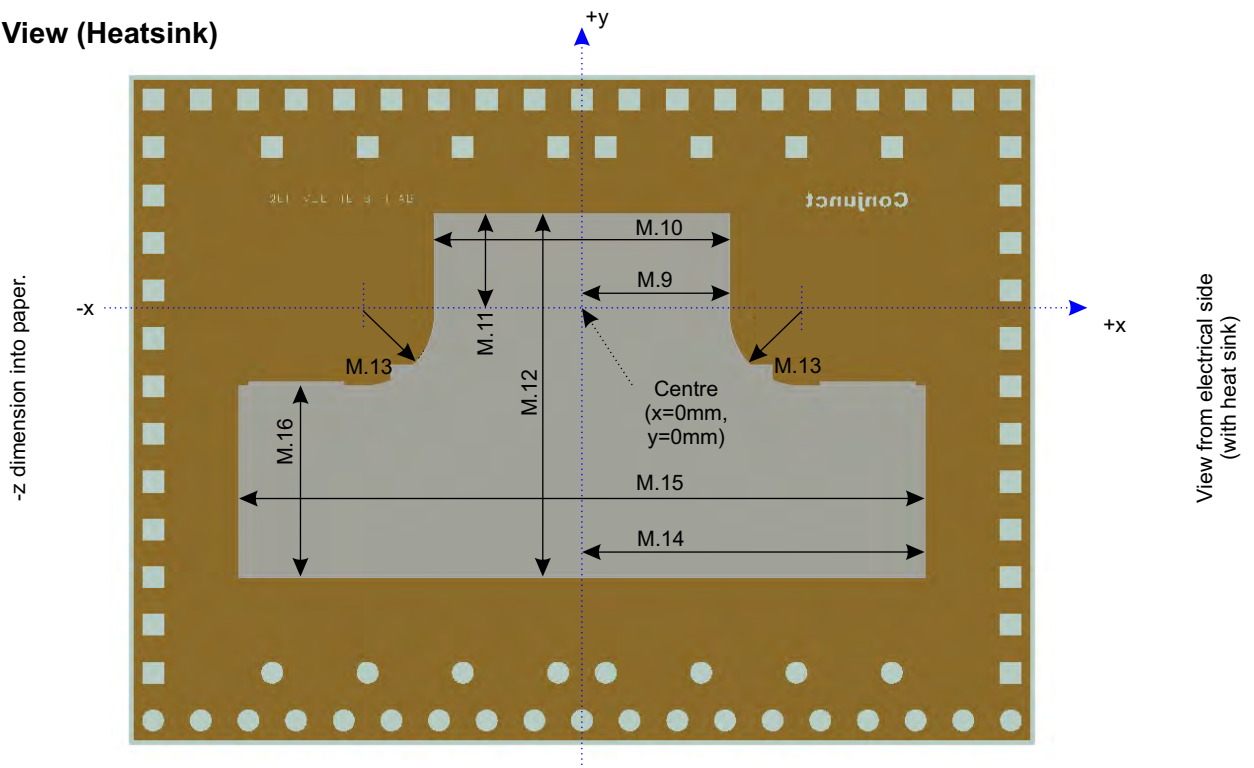 View (Heatsink)
+y
Conjunct
M.10
M.9
-x
+x
M.11
M.13
M.13
M.12
Centre
(x=0mm,
y=0mm)
M.16
M.15
M.14
-z dimension into paper.
View from electrical side
(with heat sink)